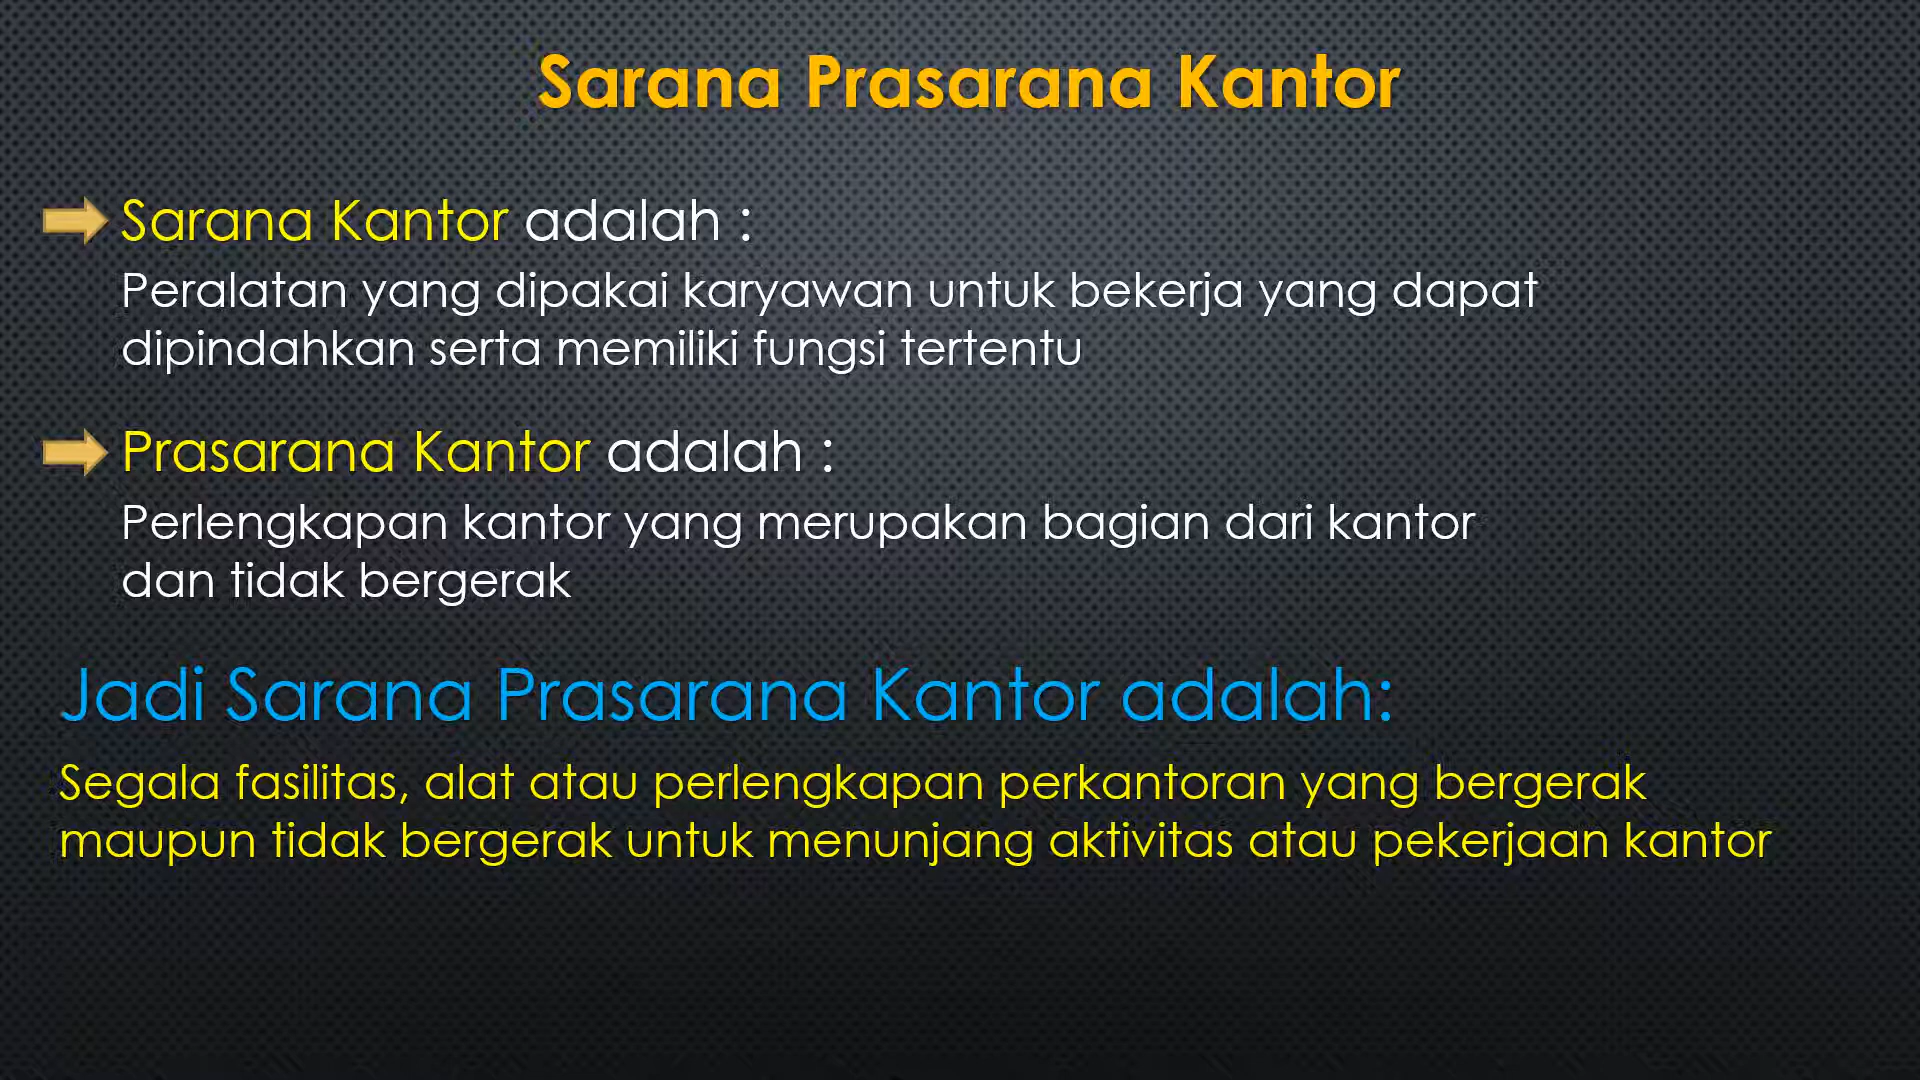 Sarana Prasarana Kantor
Sarana Kantor adalah :
Peralatan yang dipakai karyawan untuk bekerja yang dapat
dipindahkan serta memiliki fungsi tertentu
Prasarana Kantor adalah :
Perlengkapan kantor yang merupakan bagian dari kantor
dan tidak bergerak
Jadi Sarana Prasarana Kantor adalah:
Segala fasilitas, alat atau perlengkapan perkantoran yang bergerak
maupun tidak bergerak untuk menunjang aktivitas atau pekerjaan kantor